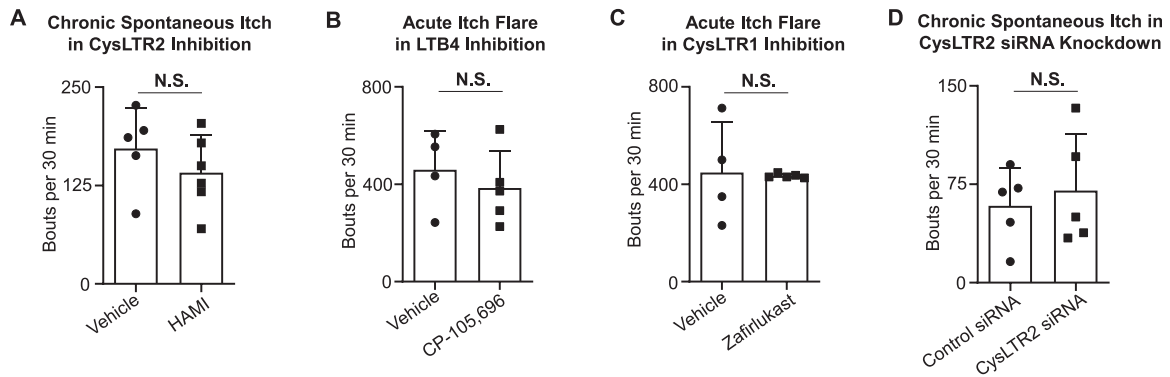 A
Chronic Spontaneous Itch
in CysLTR2 Inhibition
N.S.
250
125
0
Bouts per 30 min
Vehicle
HAMI
B
Acute Itch Flare
in LTB4 Inhibition
N.S.
800
400
0
Bouts per 30 min
Vehicle
CP-105,696
C
Acute Itch Flare
in CysLTR1 Inhibition
N.S.
800
400
0
Bouts per 30 min
Vehicle
Zafirlukast
D
Chronic Spontaneous Itch in
CysLTR2 siRNA Knockdown
N.S.
150
75
0
Bouts per 30 min
Control siRNA
CysLTR2 siRNA